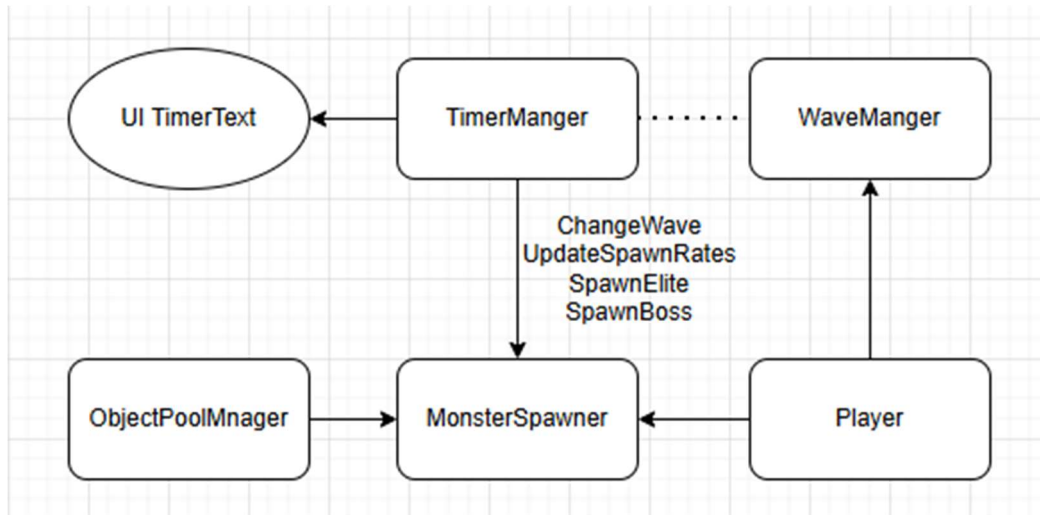 UI TimerText
TimerManger
WaveManger
ChangeWave
UpdateSpawnRates
SpawnElite
SpawnBoss
ObjectPoolMnager
MonsterSpawner
Player